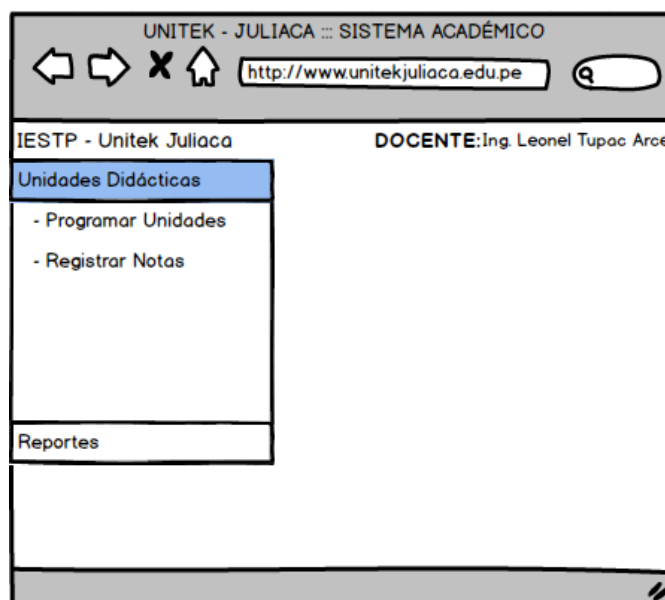 UNITEK - JULIACA ::: SISTEMA ACADÉMICO
http://www.unitekjuliaca.edu.pe
IESTP - Unitek Juliaca
DOCENTE: Ing. Leonel Tupac Arce
Unidades Didácticas
- Programar Unidades
- Registrar Notas
Reportes